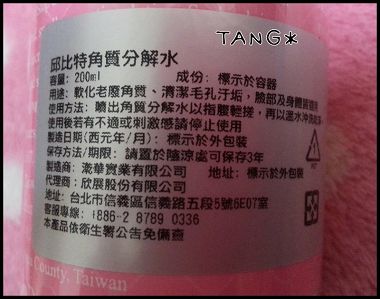 TANG*
邱比特角質分解水
容量:200ml 成份:標示於容器
用途:軟化老廢角質、清潔毛孔汙垢,臉部及身體皆適用
使用方法:噴出角質分解水以指腹輕搓,再以溫水沖洗
使用後若有不適或刺激感請停止使用
製造日期(西元年/月):標示於外包裝
保存方法/期限:請置於陰涼處可保存3年
製造商:澵華實業有限公司 地址:標示於外包裝
代理商:欣展股份有限公司
地址:台北市信義區信義路五段5號6E07室
客服專線:+886-2 8789 0336
本產品依衛生署公告免備查
County, Taiwan